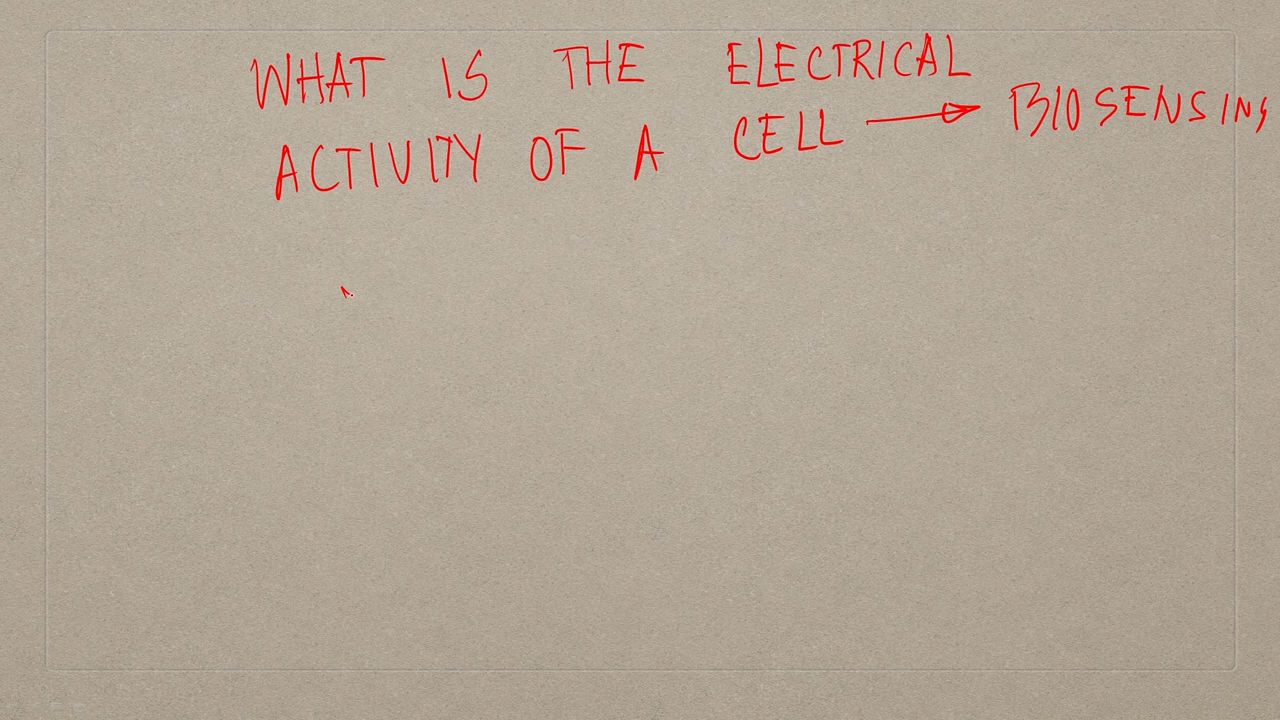 WHAT IS THE ELECTRICAL
ACTIVITY OF A CELL → BIOSENSING